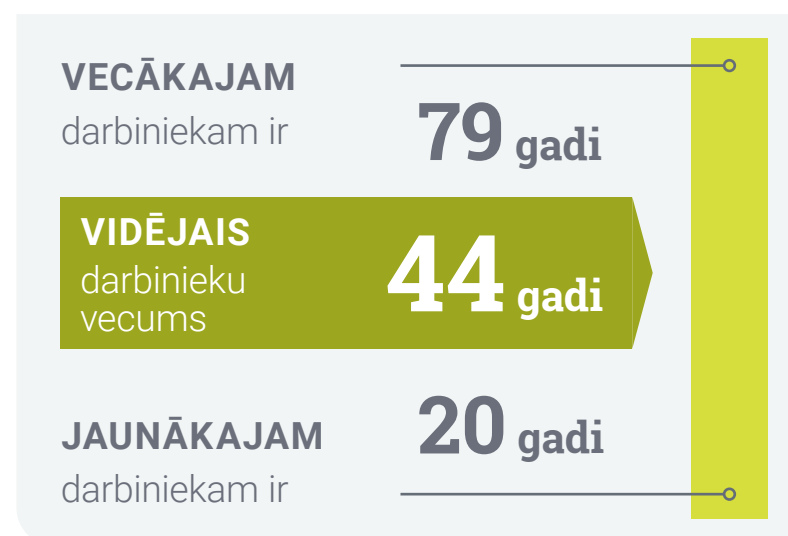 VECĀKAJAM
darbiniekam ir
79 gadi
VIDĒJAIS
darbinieku
vecums
44 gadi
JAUNĀKAJAM
darbiniekam ir
20 gadi